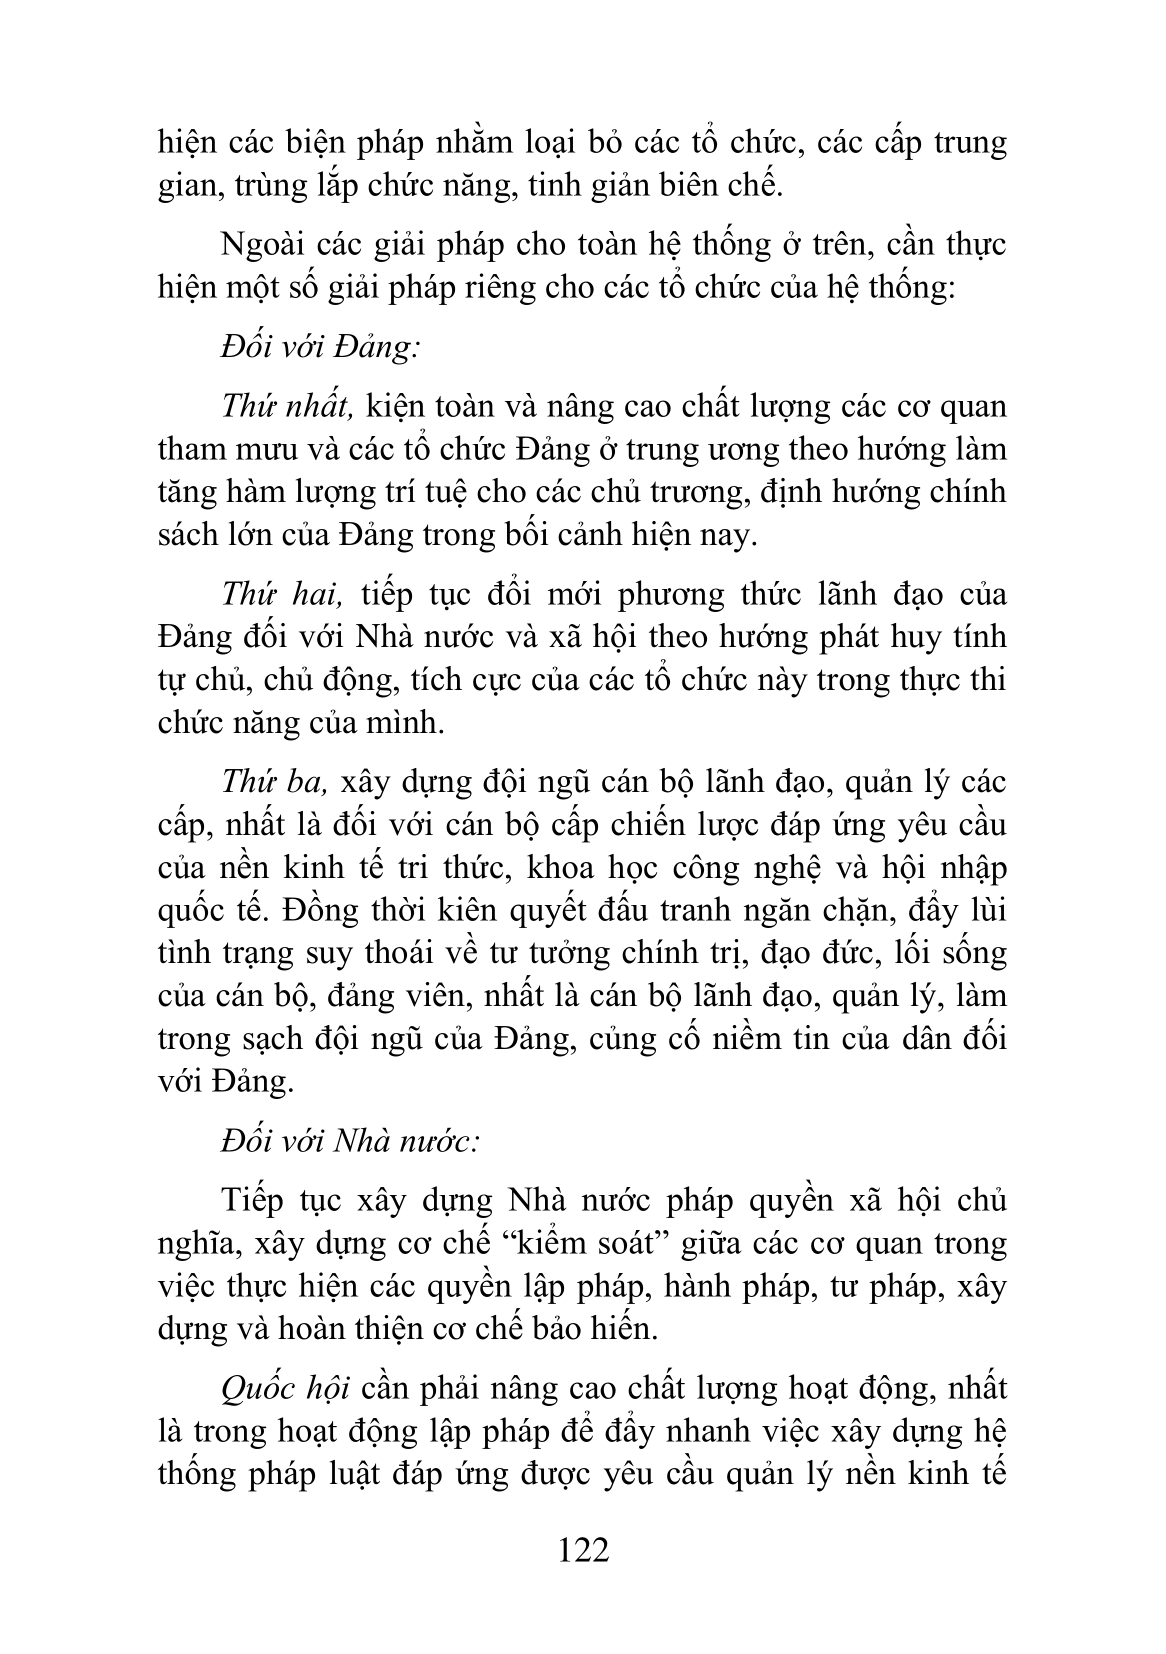 hiện các biện pháp nhằm loại bỏ các tổ chức, các cấp trung
gian, trùng lắp chức năng, tinh giản biên chế.
Ngoài các giải pháp cho toàn hệ thống ở trên, cần thực
hiện một số giải pháp riêng cho các tổ chức của hệ thống:
Đối với Đảng:
Thứ nhất, kiện toàn và nâng cao chất lượng các cơ quan
tham mưu và các tổ chức Đảng ở trung ương theo hướng làm
tăng hàm lượng trí tuệ cho các chủ trương, định hướng chính
sách lớn của Đảng trong bối cảnh hiện nay.
Thứ hai, tiếp tục đổi mới phương thức lãnh đạo của
Đảng đối với Nhà nước và xã hội theo hướng phát huy tính
tự chủ, chủ động, tích cực của các tổ chức này trong thực thi
chức năng của mình.
Thứ ba, xây dựng đội ngũ cán bộ lãnh đạo, quản lý các
cấp, nhất là đối với cán bộ cấp chiến lược đáp ứng yêu cầu
của nền kinh tế tri thức, khoa học công nghệ và hội nhập
quốc tế. Đồng thời kiên quyết đấu tranh ngăn chặn, đẩy lùi
tình trạng suy thoái về tư tưởng chính trị, đạo đức, lối sống
của cán bộ, đảng viên, nhất là cán bộ lãnh đạo, quản lý, làm
trong sạch đội ngũ của Đảng, củng cố niềm tin của dân đối
với Đảng.
Đối với Nhà nước:
Tiếp tục xây dựng Nhà nước pháp quyền xã hội chủ
nghĩa, xây dựng cơ chế “kiểm soát” giữa các cơ quan trong
việc thực hiện các quyền lập pháp, hành pháp, tư pháp, xây
dựng và hoàn thiện cơ chế bảo hiến.
Quốc hội cần phải nâng cao chất lượng hoạt động, nhất
là trong hoạt động lập pháp để đẩy nhanh việc xây dựng hệ
thống pháp luật đáp ứng được yêu cầu quản lý nền kinh tế
122